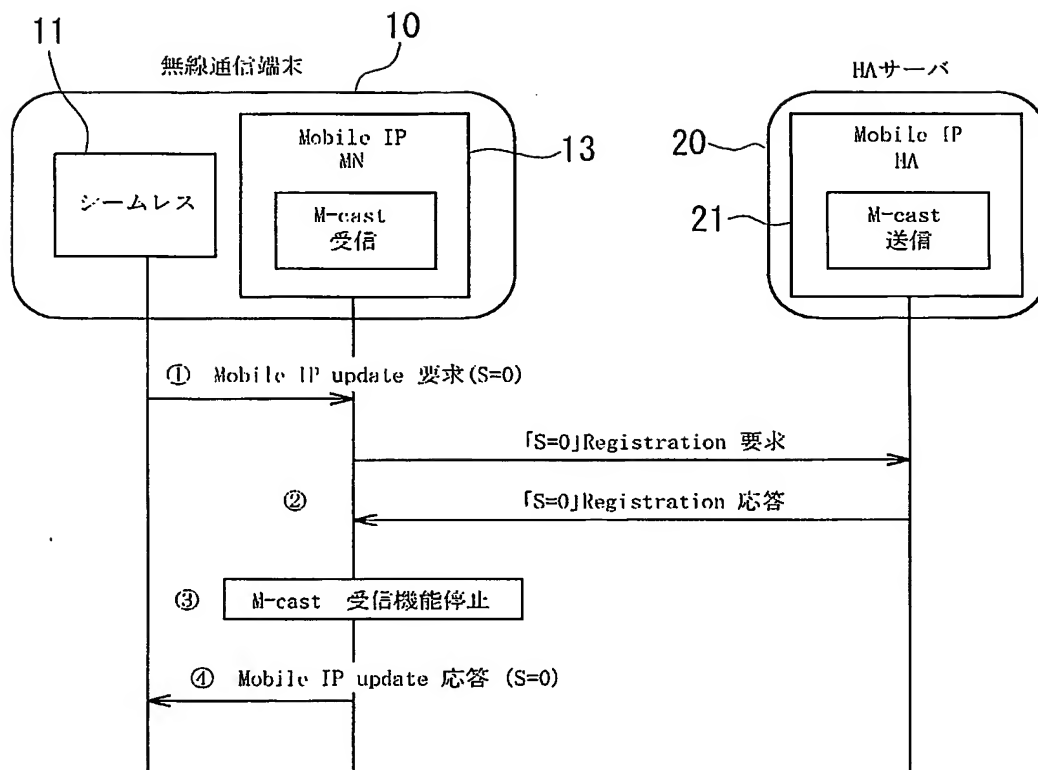 11
10
無線通信端末
HAサーバ
Mobile IP
MN
13
20
Mobile IP
HA
シームレス
M-cast
受信
21
M-cast
送信
① Mobile IP update 要求(S=0)
「S=0」Registration 要求
②
「S=0」Registration 応答
③
M-cast 受信機能停止
④ Mobile IP update 応答 (S=0)